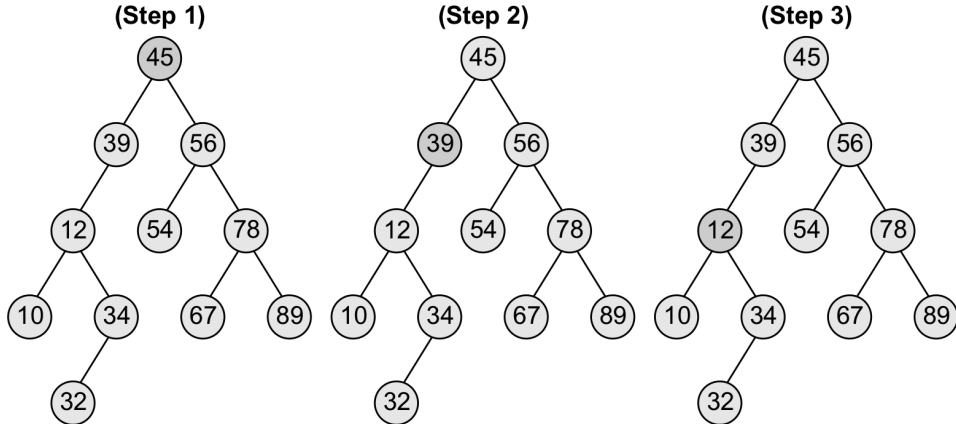 (Step 1) (Step 2) (Step 3)
45 45 45
39 56 39 56 39 56
12 54 78 12 54 78 12 54 78
10 34 67 89 10 34 67 89 10 34 67 89
32 32 32